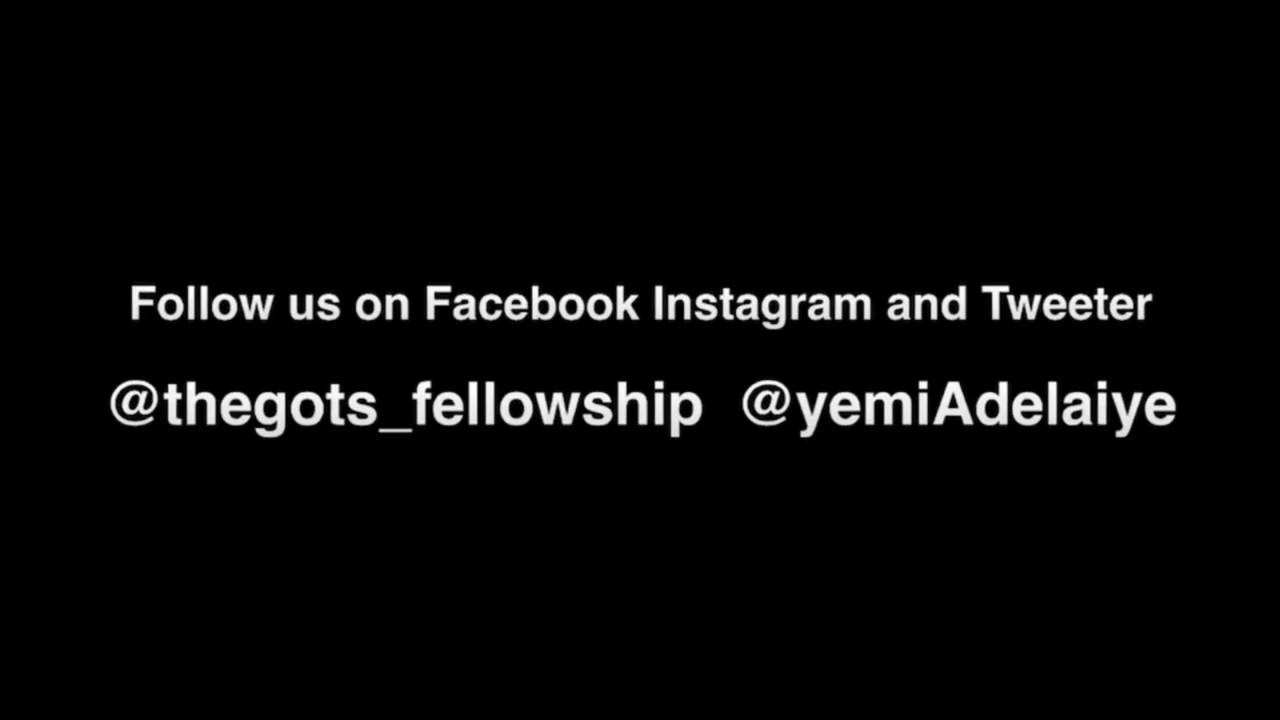 Follow us on Facebook Instagram and Tweeter
@thegots_fellowship @yemiAdelaiye